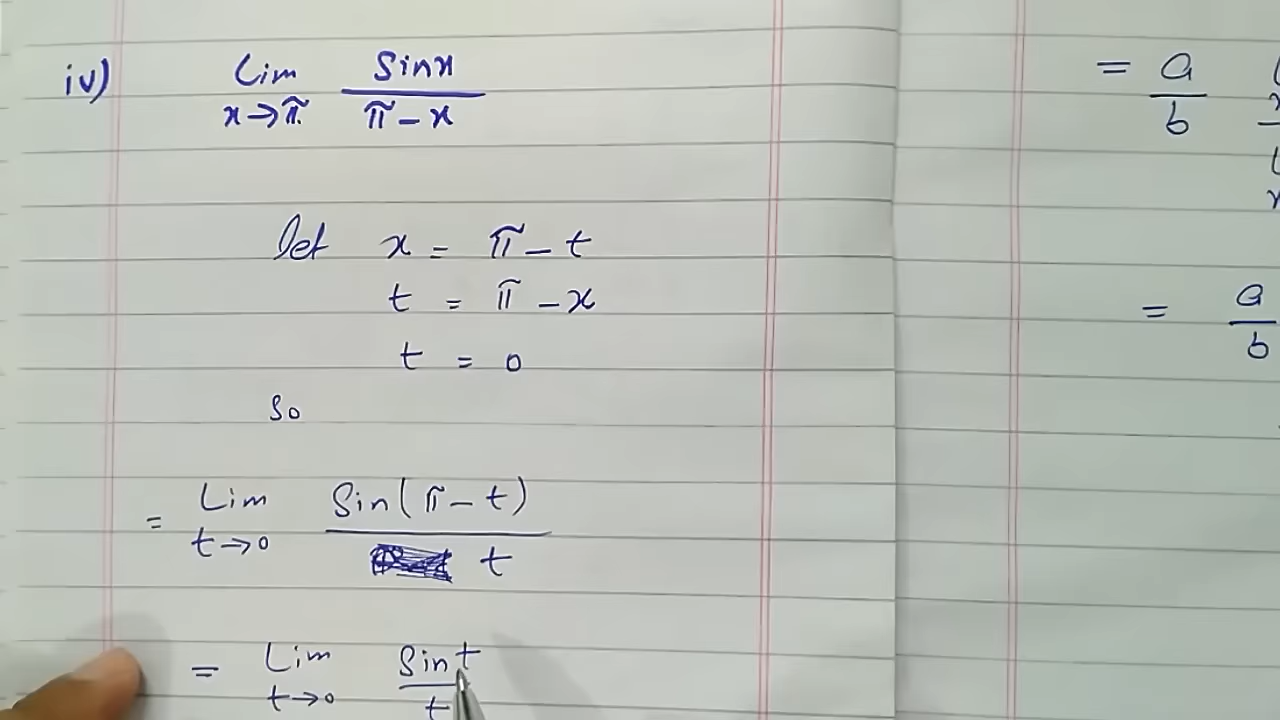 iv) Lim x→π Sinx / π - x
let x = π - t
t = π - x
t = 0
So
= Lim t→0 Sin(π - t) / t
= Lim t→0 Sint / t
= a / b
= a / b